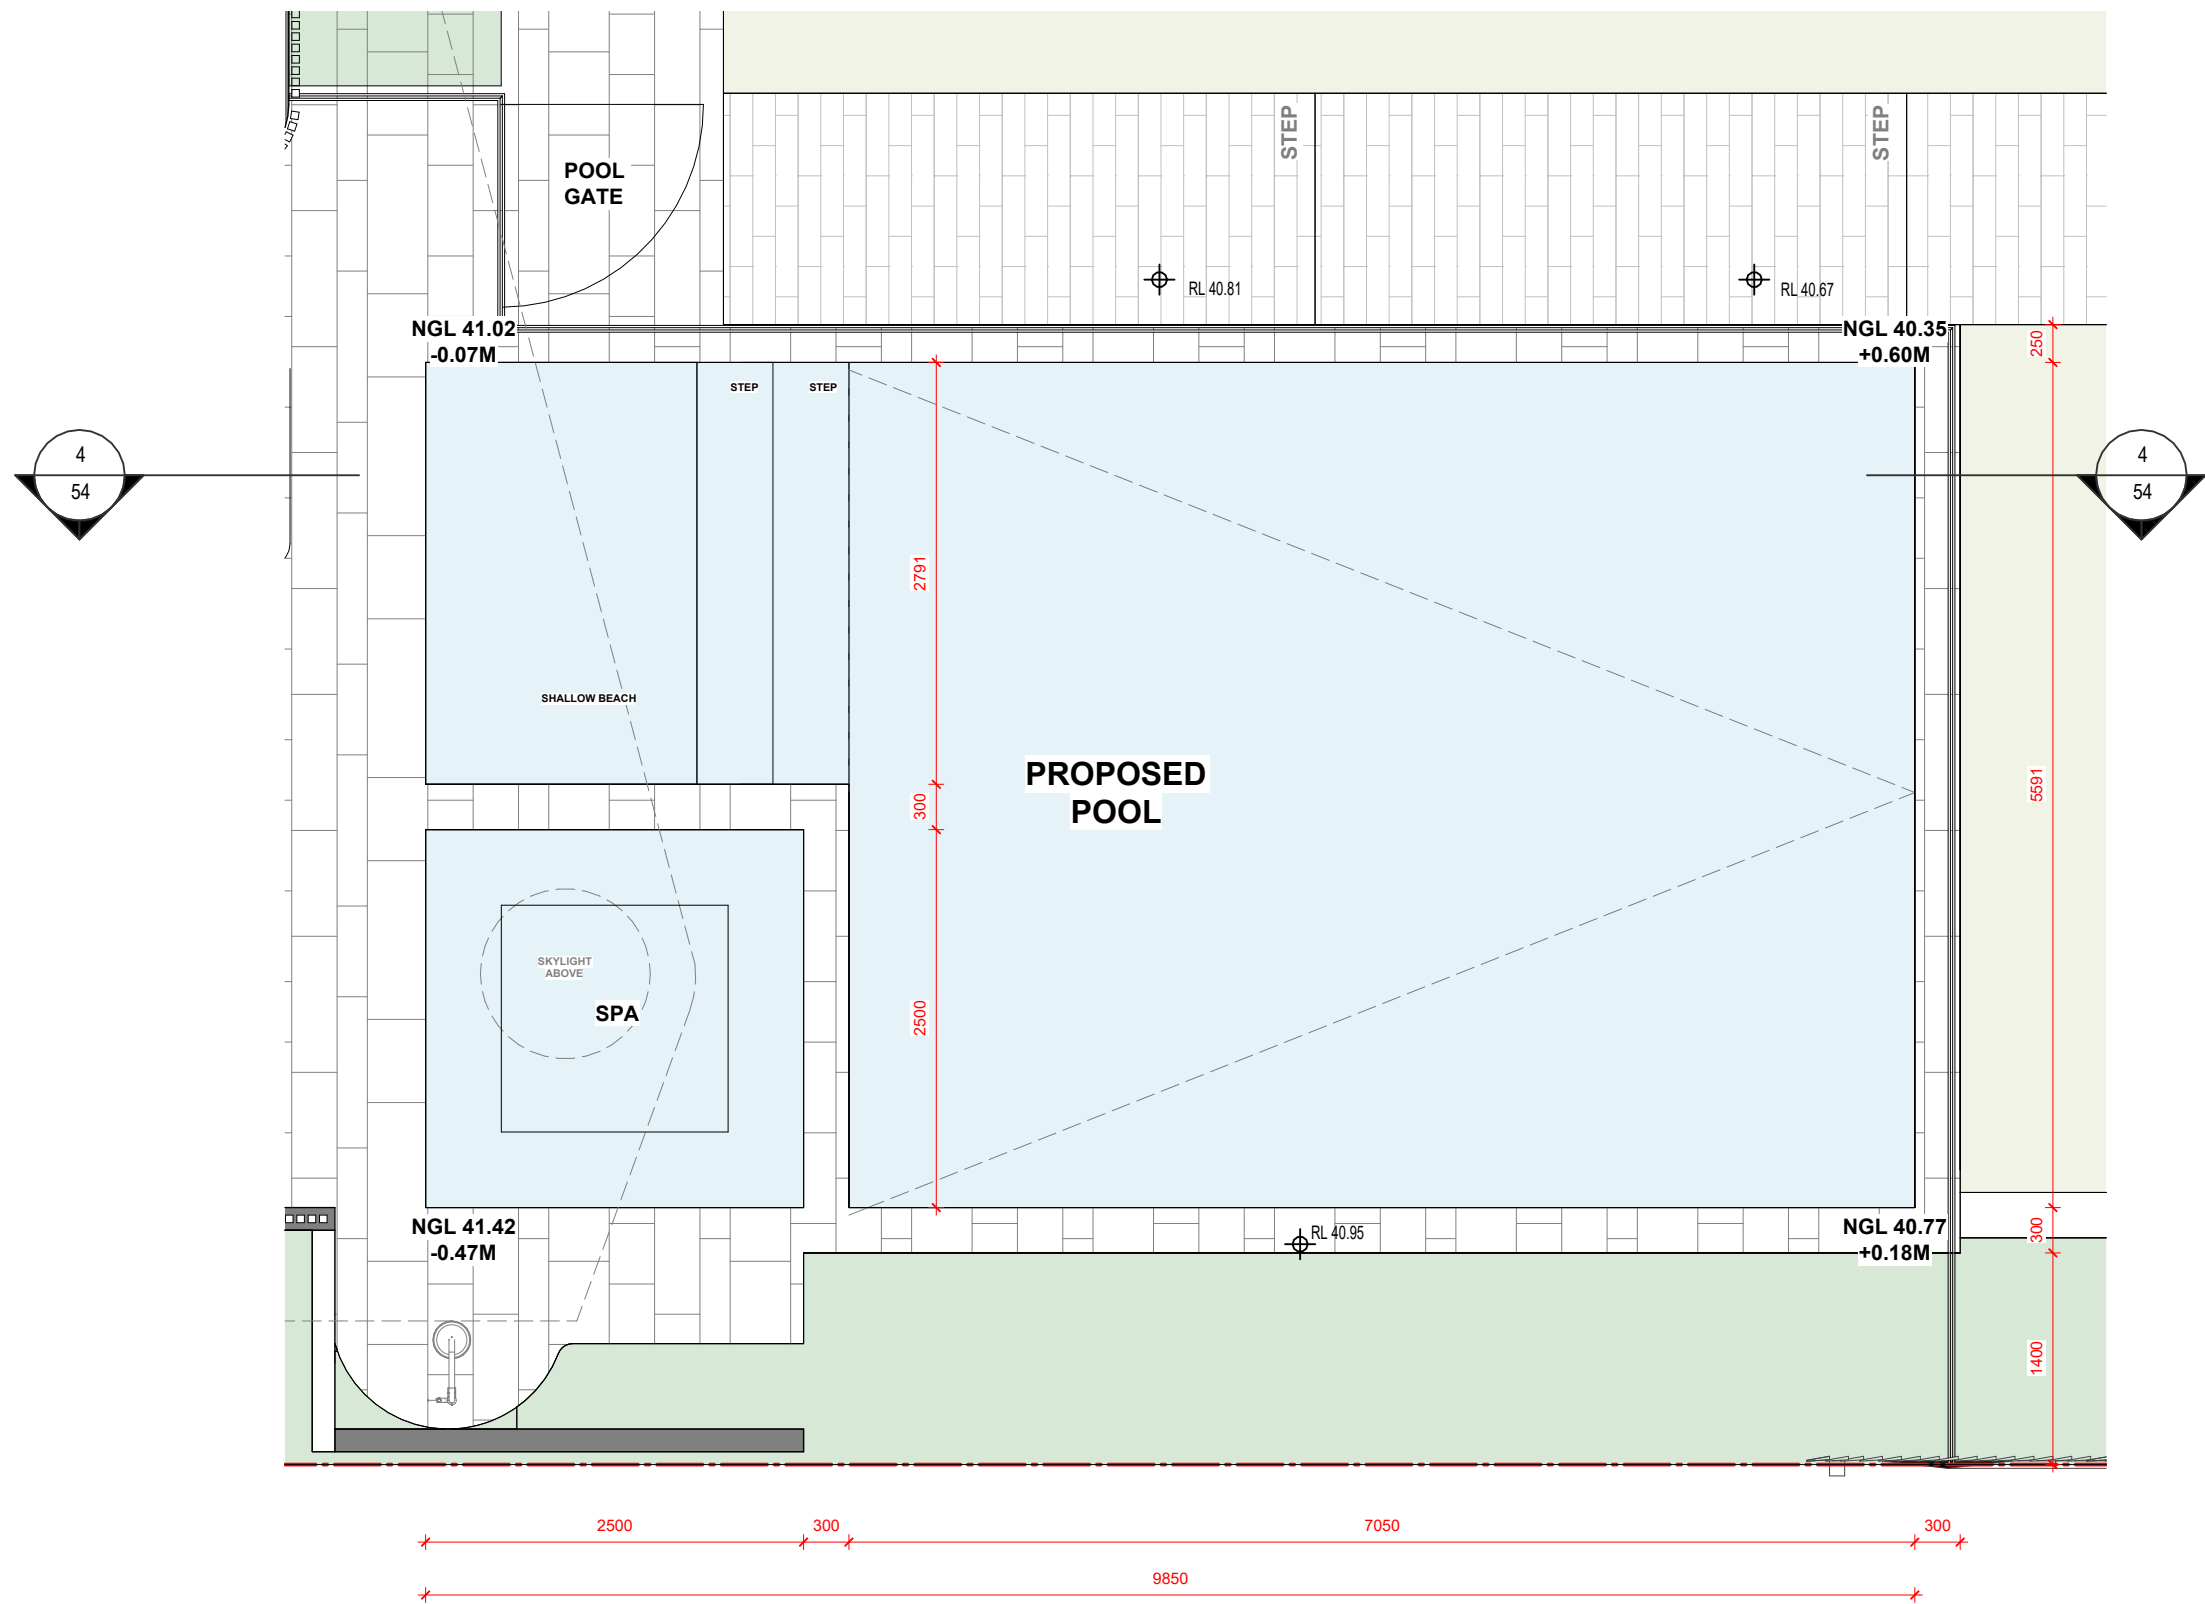 STEP
STEP
POOL
GATE
RL 40.81
RL 40.67
NGL 41.02
-0.07M
NGL 40.35
+0.60M
250
STEP
STEP
4
54
4
54
2791
SHALLOW BEACH
PROPOSED
POOL
300
5591
SKYLIGHT
ABOVE
SPA
2500
NGL 41.42
-0.47M
RL 40.95
NGL 40.77
+0.18M
300
1400
2500
300
7050
300
9850